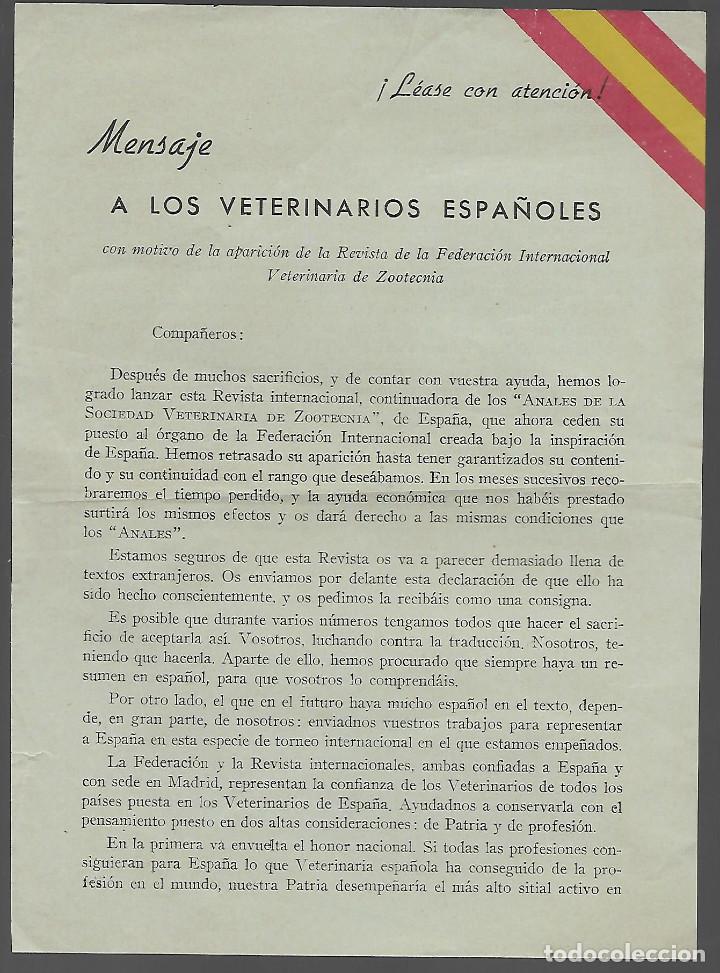 ¡Léase con atención!
Mensaje
A LOS VETERINARIOS ESPAÑOLES
con motivo de la aparición de la Revista de la Federación Internacional
Veterinaria de Zootecnia
Compañeros:
Después de muchos sacrificios, y de contar con vuestra ayuda, hemos lo-
grado lanzar esta Revista internacional, continuadora de los "ANALES DE LA
SOCIEDAD VETERINARIA DE ZOOTECNIA", de España, que ahora ceden su
puesto al órgano de la Federación Internacional creada bajo la inspiración
de España. Hemos retrasado su aparición hasta tener garantizados su conteni-
do y su continuidad con el rango que deseábamos. En los meses sucesivos reco-
braremos el tiempo perdido, y la ayuda económica que nos habéis prestado
surtirá los mismos efectos y os dará derecho a las mismas condiciones que
los "ANALES".
Estamos seguros de que esta Revista os va a parecer demasiado llena de
textos extranjeros. Os enviamos por delante esta declaración de que ello ha
sido hecho conscientemente, y os pedimos la recibáis como una consigna.
Es posible que durante varios números tengamos todos que hacer el sacri-
ficio de aceptarla así. Vosotros, luchando contra la traducción. Nosotros, te-
niendo que hacerla. Aparte de ello, hemos procurado que siempre haya un re-
sumen en español, para que vosotros lo comprendáis.
Por otro lado, el que en el futuro haya mucho español en el texto, depen-
de, en gran parte, de nosotros: enviadnos vuestros trabajos para representar
a España en esta especie de torneo internacional en el que estamos empeñados.
La Federación y la Revista internacionales, ambas confiadas a España y
con sede en Madrid, representan la confianza de los Veterinarios de todos los
países puesta en los Veterinarios de España. Ayudadnos a conservarla con el
pensamiento puesto en dos altas consideraciones: de Patria y de profesión.
En la primera va envuelta el honor nacional. Si todas las profesiones con-
siguieran para España lo que Veterinaria española ha conseguido de la pro-
fesión en el mundo, nuestra Patria desempeñaría el más alto sitial activo en
todocoleccion